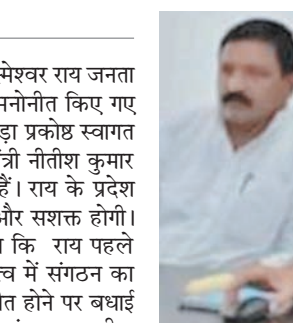 मेश्वर राय जनता
मनोनीत किए गए
ड़ा प्रकोष्ठ स्वागत
त्री नीतीश कुमार
हैं। राय के प्रदेश
और सशक्त होगी।
कि राय पहले
त्व में संगठन का
ीत होने पर बधाई